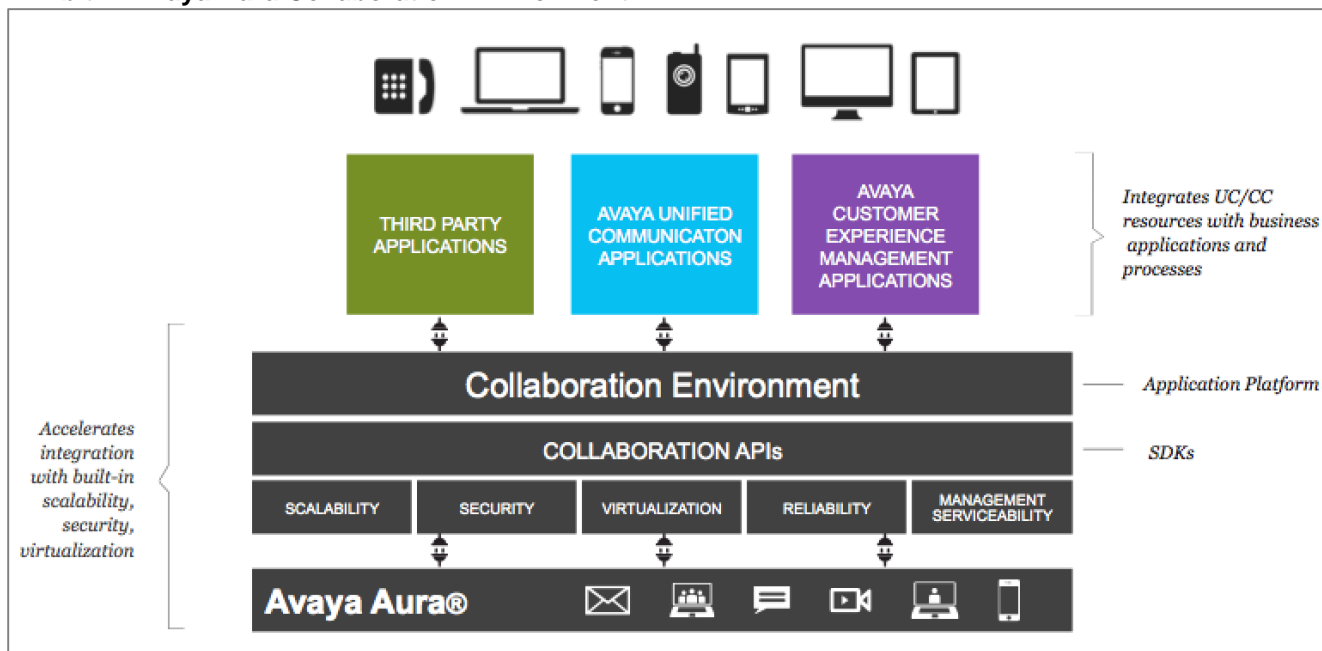 THIRD PARTY
APPLICATIONS
AVAYA UNIFIED
COMMUNICATON
APPLICATIONS
AVAYA
CUSTOMER
EXPERIENCE
MANAGEMENT
APPLICATIONS
Integrates UC/CC
resources with business
applications and
processes
Collaboration Environment
Application Platform
COLLABORATION APIs
SDKs
Accelerates
integration
with built-in
scalability,
security,
virtualization
SCALABILITY
SECURITY
VIRTUALIZATION
RELIABILITY
MANAGEMENT
SERVICEABILITY
Avaya Aura®